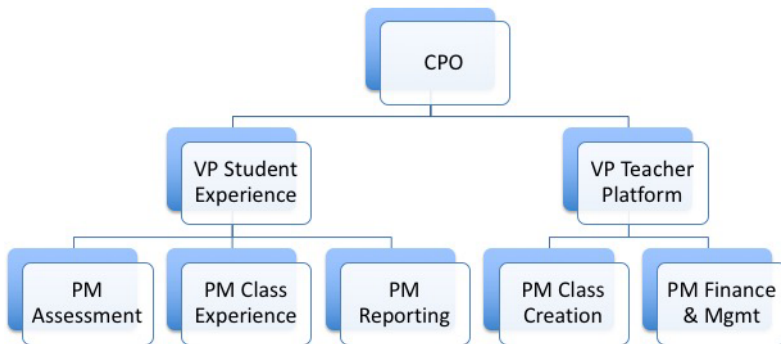 CPO
VP Student
Experience
VP Teacher
Platform
PM
Assessment
PM Class
Experience
PM
Reporting
PM Class
Creation
PM Finance
& Mgmt